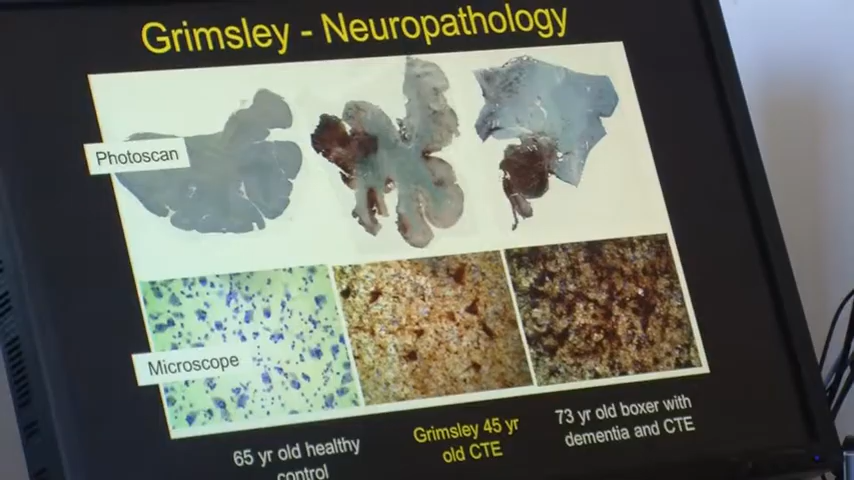 Grimsley - Neuropathology
Photoscan
Microscope
65 yr old healthy
control
Grimsley 45 yr
old CTE
73 yr old boxer with
dementia and CTE